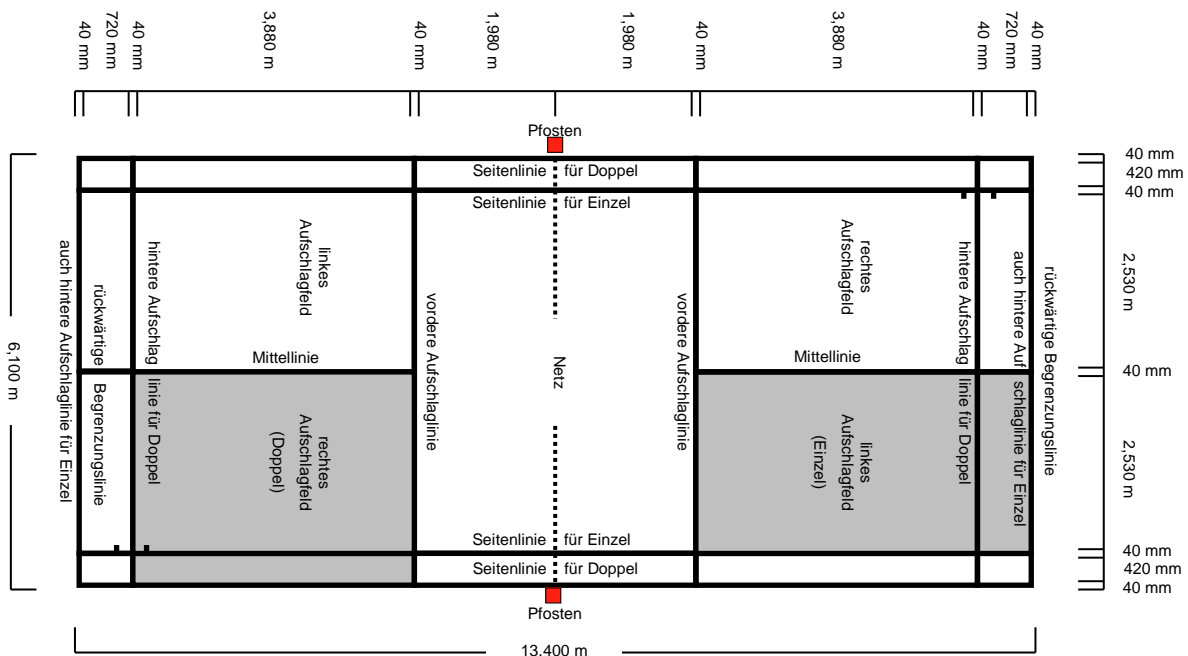 40 mm
720 mm
40 mm
3,880 m
1,980 m
1,980 m
40 mm
3,880 m
40 mm
720 mm
40 mm
Pfosten
Seitenlinie für Doppel
Seitenlinie für Einzel
40 mm
420 mm
40 mm
2,530 m
40 mm
2,530 m
40 mm
420 mm
40 mm
6,100 m
auch hintere Aufschlaglinie für Einzel
rückwärtige Begrenzungslinie
hintere Aufschlag linie für Doppel
linkes
Aufschlagfeld
Mittellinie
rechtes
Aufschlagfeld
(Doppel)
vordere Aufschlaglinie
Netz
vordere Aufschlaglinie
rechtes
Aufschlagfeld
Mittellinie
linkes
Aufschlagfeld
(Einzel)
hintere Aufschlag linie für Doppel
auch hintere Auf schlaglinie für Einzel
rückwärtige Begrenzungslinie
Seitenlinie für Einzel
Seitenlinie für Doppel
Pfosten
13,400 m